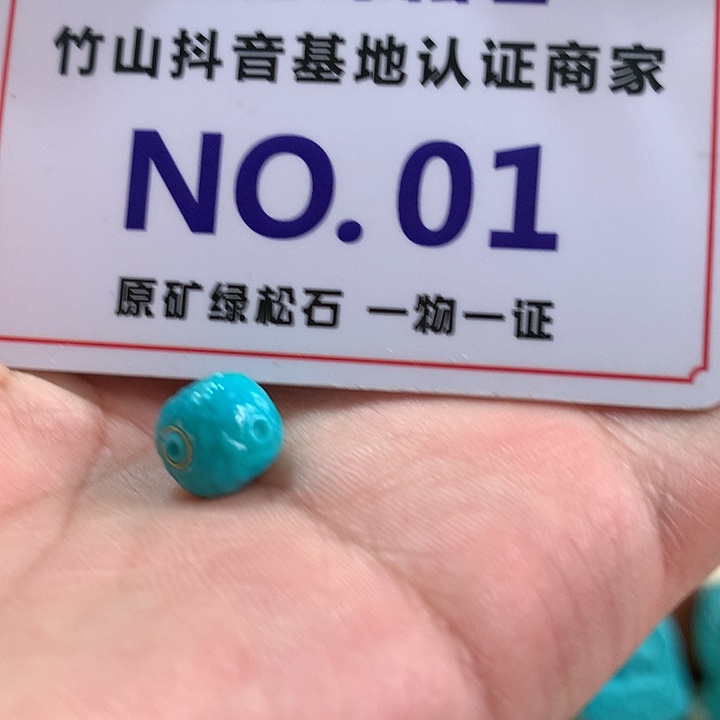 竹山抖音基地认证商家
NO.01
原矿绿松石 一物一证